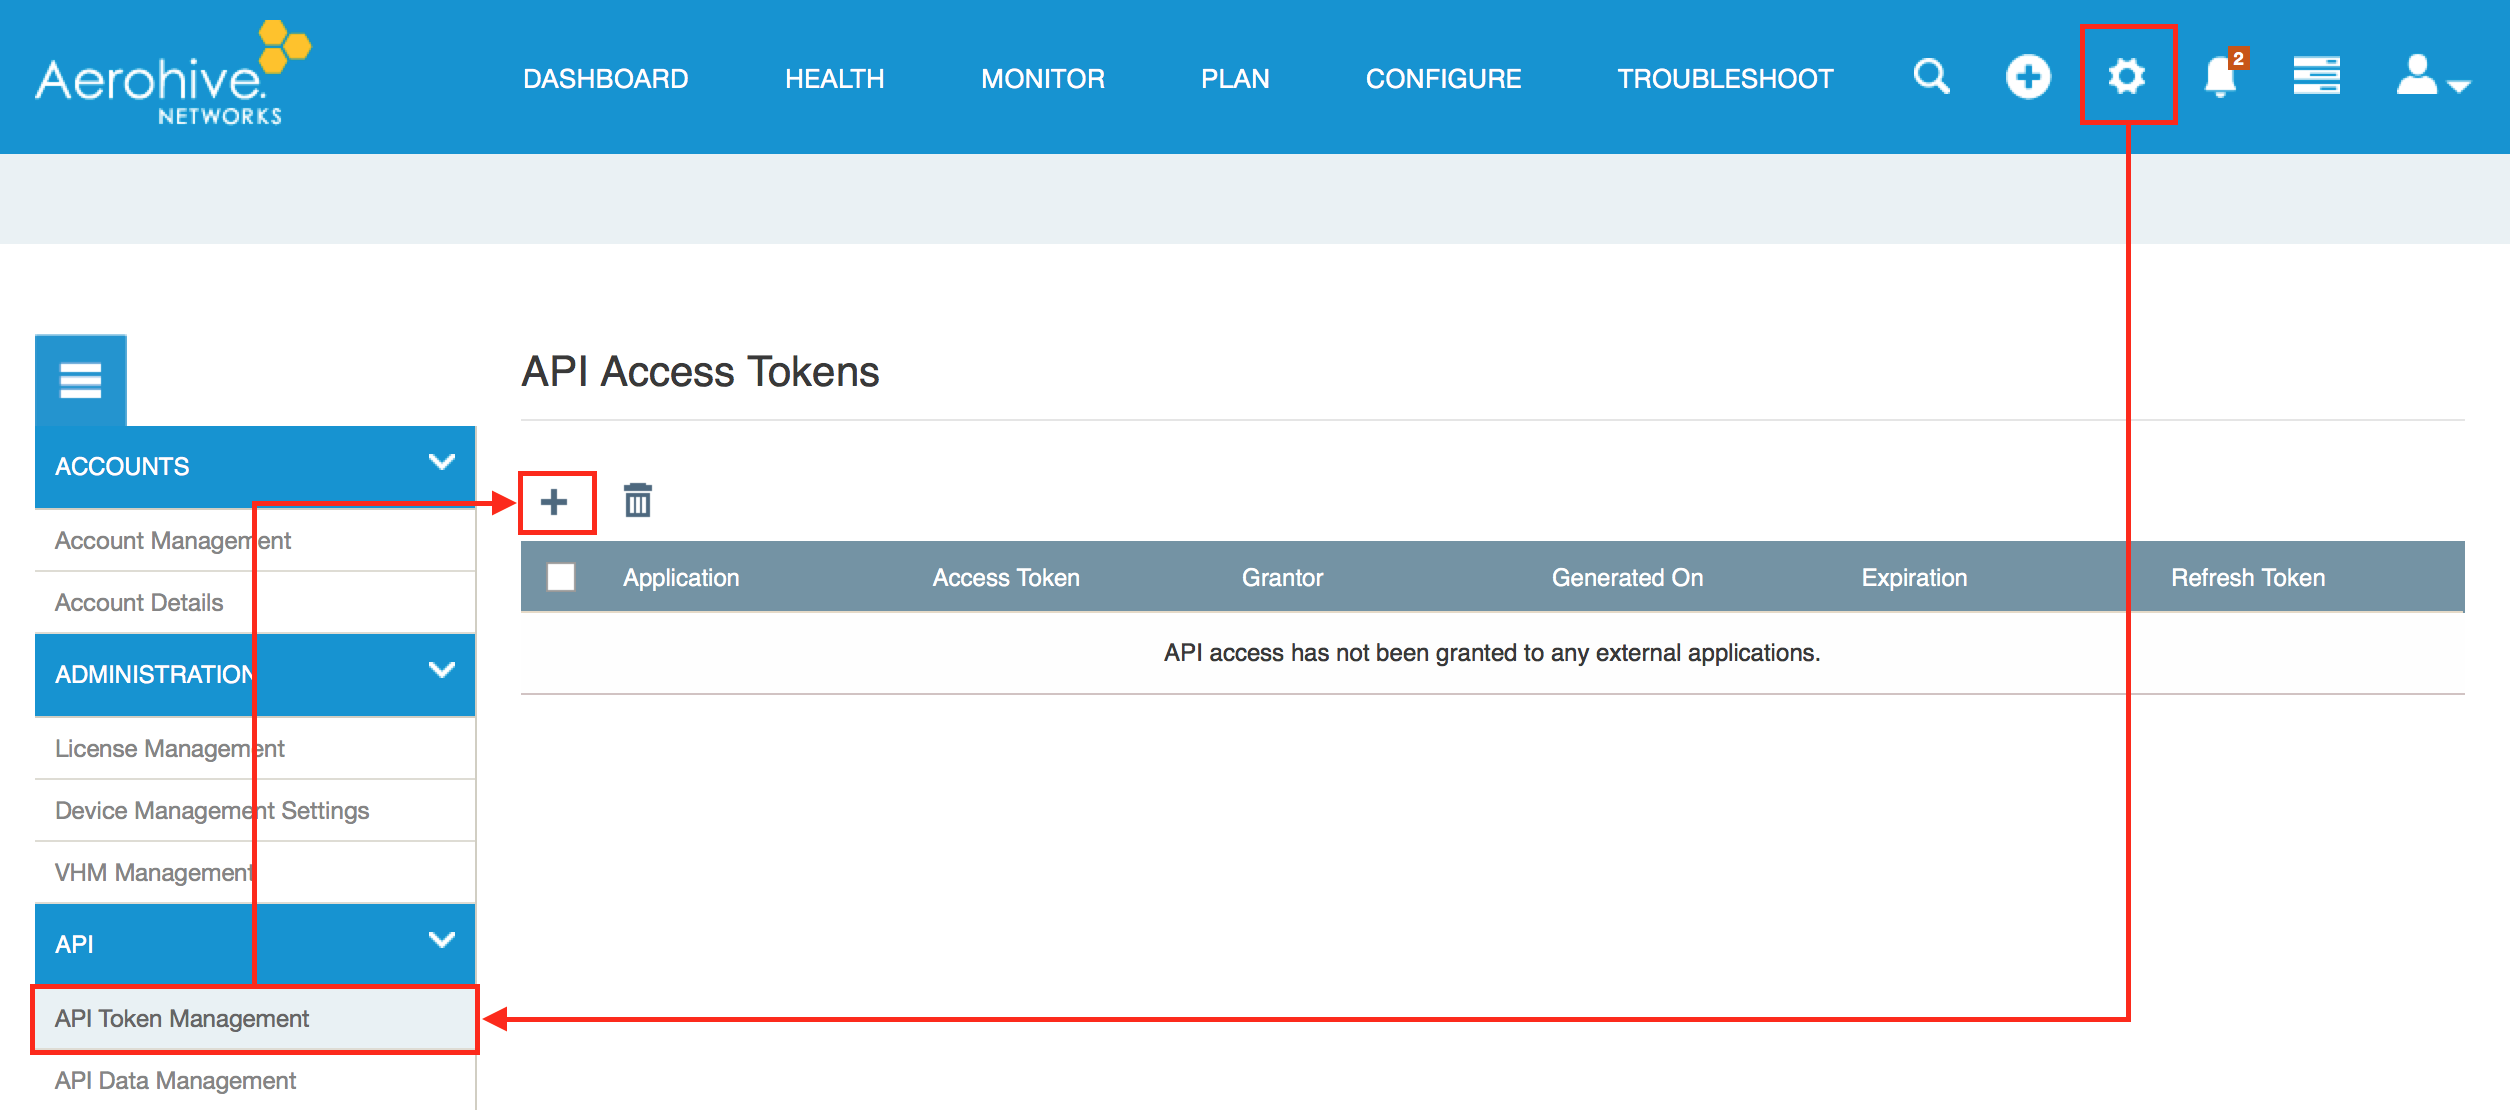 Aerohive.
NETWORKS
DASHBOARD
HEALTH
MONITOR
PLAN
CONFIGURE
TROUBLESHOOT
2
API Access Tokens
ACCOUNTS
Account Management
Account Details
ADMINISTRATION
License Management
Device Management Settings
VHM Management
API
API Token Management
API Data Management
Application
Access Token
Grantor
Generated On
Expiration
Refresh Token
API access has not been granted to any external applications.